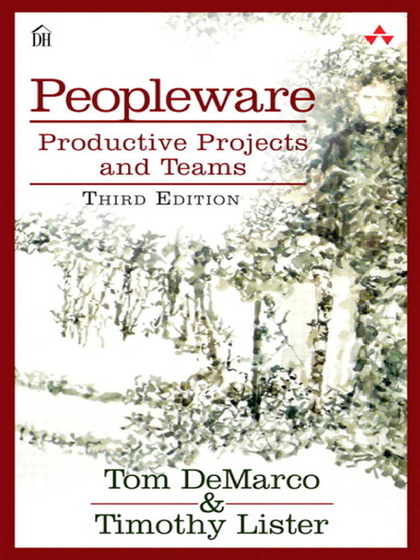 DH
Peopleware
Productive Projects
and Teams
Third Edition
Tom DeMarco
&
Timothy Lister